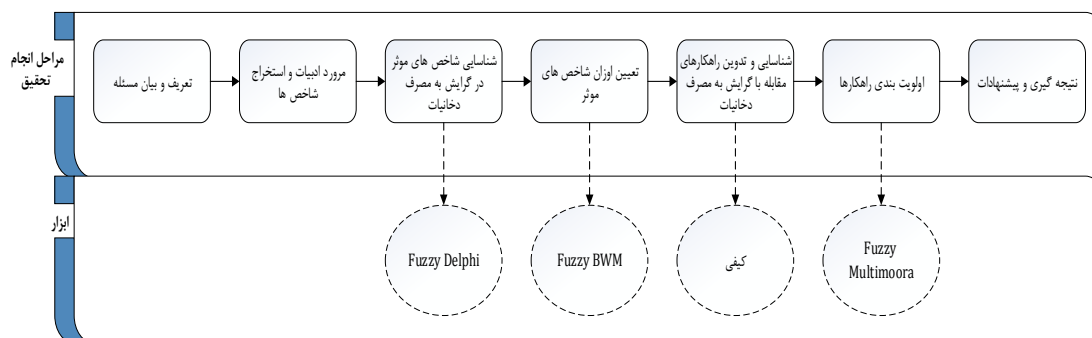 مراحل انجام
تحقیق
تعریف و بیان مسئله
مرورد ادبیات و استخراج
شاخص ها
شناسایی شاخص های موثر
در گرایش به مصرف
دخانیات
تعیین اوزان شاخص های
موثر
شناسایی و تدوین راهکارهای
مقابله با گرایش به مصرف
دخانیات
اولویت بندی راهکارها
نتیجه گیری و پیشنهادات
ابزار
Fuzzy Delphi
Fuzzy BWM
کیفی
Fuzzy
Multimoora